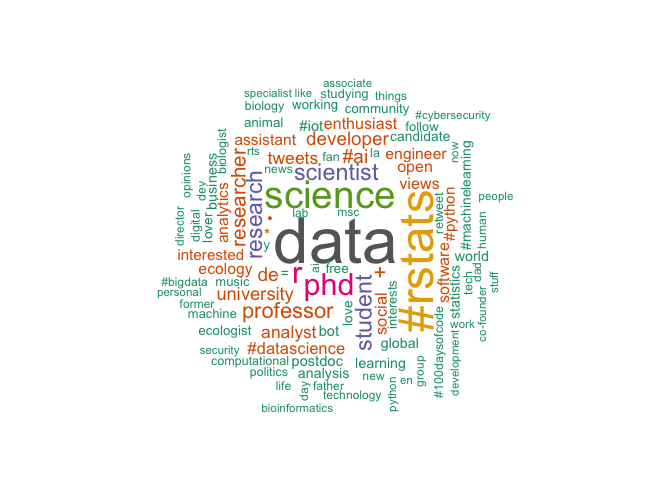 associate
specialist like studying things
biology working community
#cybersecurity
animal #iot enthusiast follow
assistant developer candidate
biologist rts tweets fan #ai la engineer now
opinions dev business news scientist open #machinelearning
researcher research views
science people
director digital lover analytics lab msc #rstats retweet #python human
data
*
y
interested r ai free + software world
ecology de = phd tech dad stuff
#bigdata music student social interests statistics
personal university
former professor love co-founder
machine
ecologist analyst bot global #100daysofcode work
security #datascience
computational postdoc learning development
politics analysis new en group
life day father python
technology
bioinformatics